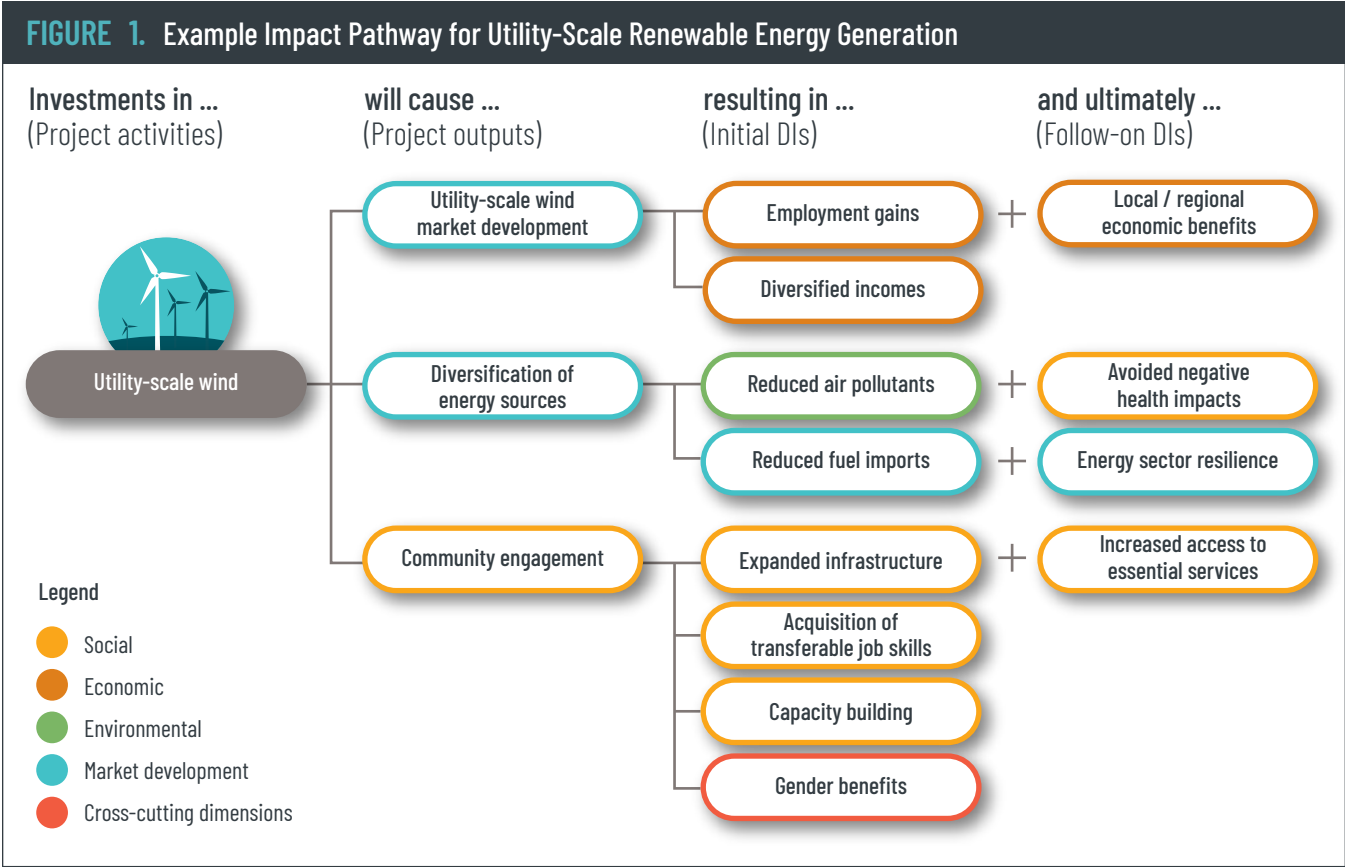 FIGURE 1. Example Impact Pathway for Utility-Scale Renewable Energy Generation
Investments in ...
(Project activities)
will cause ...
(Project outputs)
resulting in ...
(Initial DIs)
and ultimately ...
(Follow-on DIs)
Utility-scale wind
Utility-scale wind
market development
Employment gains
+
Local / regional
economic benefits
Diversified incomes
Diversification of
energy sources
Reduced air pollutants
+
Avoided negative
health impacts
Reduced fuel imports
+
Energy sector resilience
Community engagement
Expanded infrastructure
+
Increased access to
essential services
Acquisition of
transferable job skills
Capacity building
Gender benefits
Legend
Social
Economic
Environmental
Market development
Cross-cutting dimensions